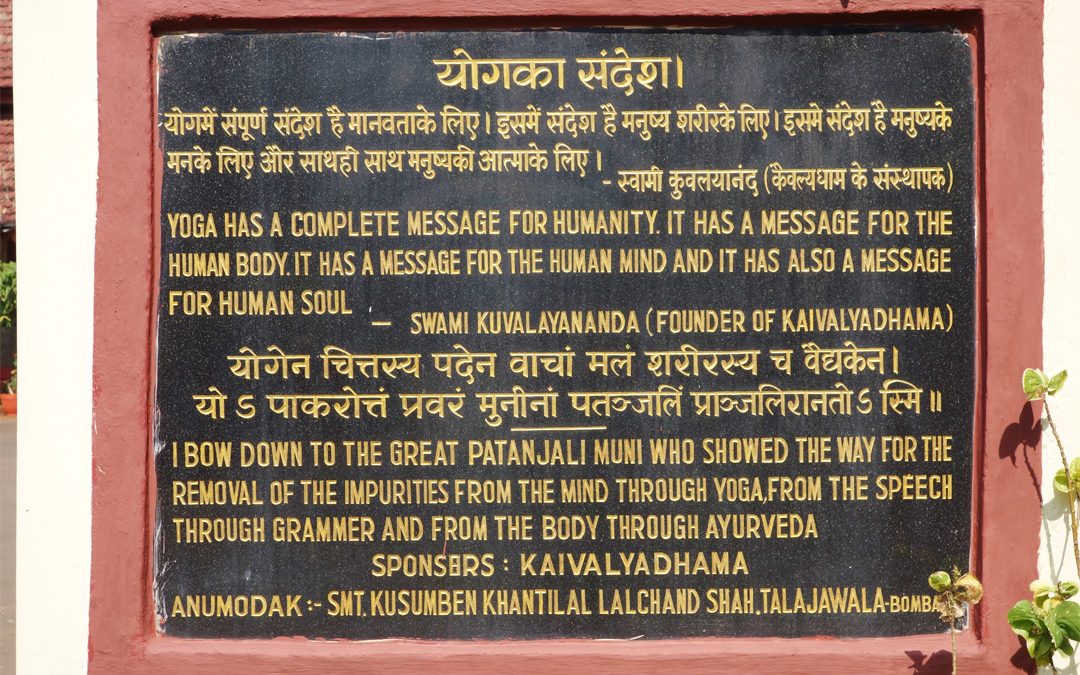 योगका संदेश।
योगमें संपूर्ण संदेश है मानवताके लिए। इसमें संदेश है मनुष्य शरीरके लिए। इसमे संदेश है मनुष्यके
मनके लिए और साथही साथ मनुष्यकी आत्माके लिए।
- स्वामी कुवलयानंद (कैवल्यधाम के संस्थापक)
YOGA HAS A COMPLETE MESSAGE FOR HUMANITY. IT HAS A MESSAGE FOR THE
HUMAN BODY. IT HAS A MESSAGE FOR THE HUMAN MIND AND IT HAS ALSO A MESSAGE
FOR HUMAN SOUL
— SWAMI KUVALAYANANDA (FOUNDER OF KAIVALYADHAMA)
योगेन चित्तस्य पदेन वाचां मलं शरीरस्य च वैद्यकेन।
यो ऽ पाकरोत्तं प्रवरं मुनीनां पतञ्जलिं प्राञ्जलिरानतो ऽ स्मि॥
I BOW DOWN TO THE GREAT PATANJALI MUNI WHO SHOWED THE WAY FOR THE
REMOVAL OF THE IMPURITIES FROM THE MIND THROUGH YOGA, FROM THE SPEECH
THROUGH GRAMMER AND FROM THE BODY THROUGH AYURVEDA
SPONSORS : KAIVALYADHAMA
ANUMODAK :- SMT. KUSUMBEN KHANTILAL LALCHAND SHAH, TALAJAWALA-